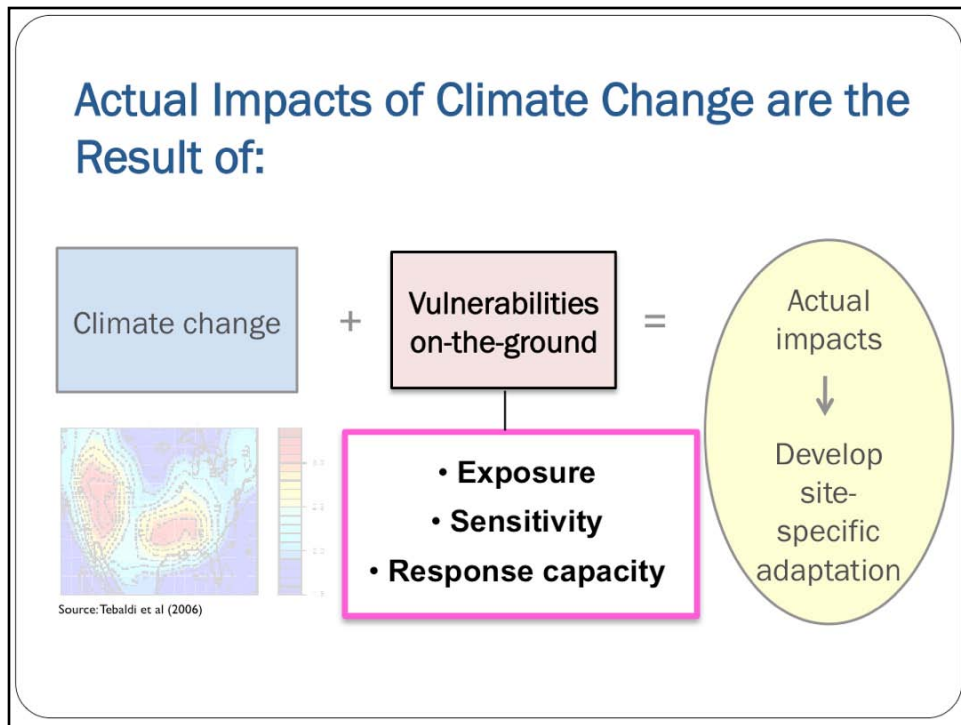 Actual Impacts of Climate Change are the
Result of:
Climate change
+
Vulnerabilities
on-the-ground
=
Actual
impacts
Develop
site-
specific
adaptation
• Exposure
• Sensitivity
• Response capacity
Source: Tebaldi et al (2006)